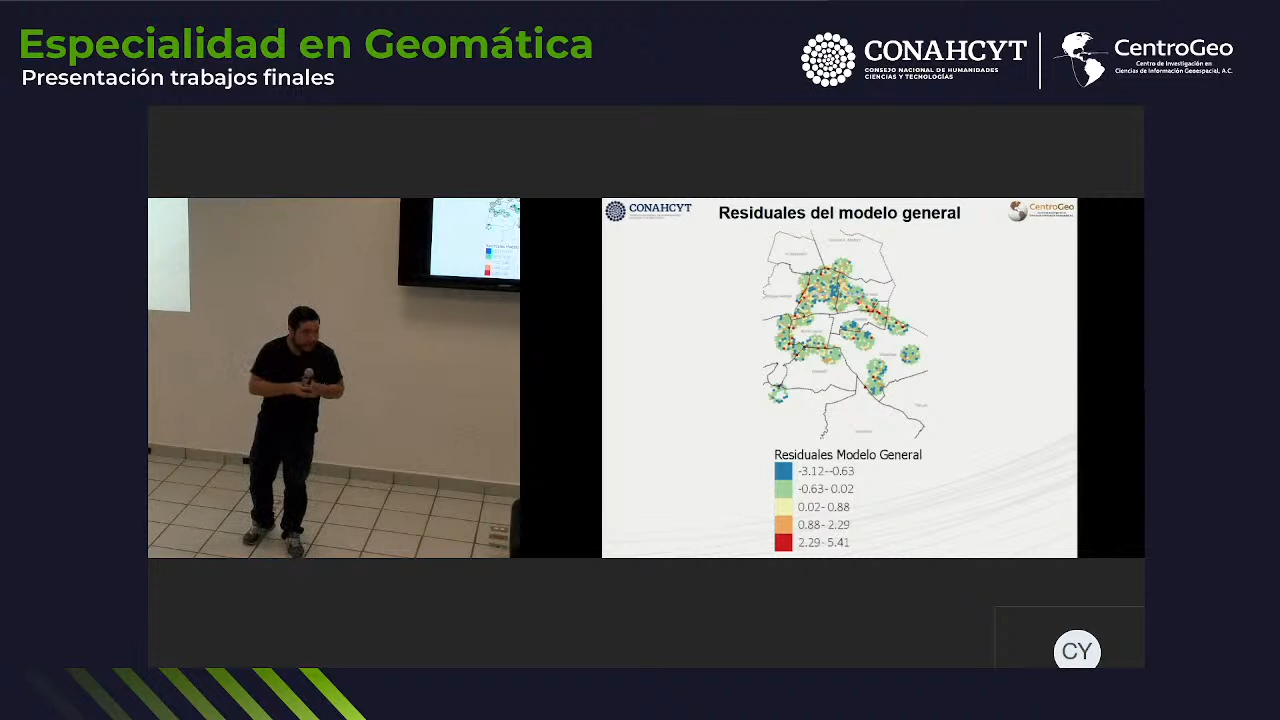 Especialidad en Geomática
Presentación trabajos finales
CONAHCYT
CONSEJO NACIONAL DE HUMANIDADES
CIENCIAS Y TECNOLOGÍAS
CentroGeo
Centro de Investigación en
Ciencias de Información Geoespacial, A.C.
CONAHCYT
Residuales del modelo general
CentroGeo
Residuales Modelo General
-3.12--0.63
-0.63- 0.02
0.02- 0.88
0.88- 2.29
2.29- 5.41
CY